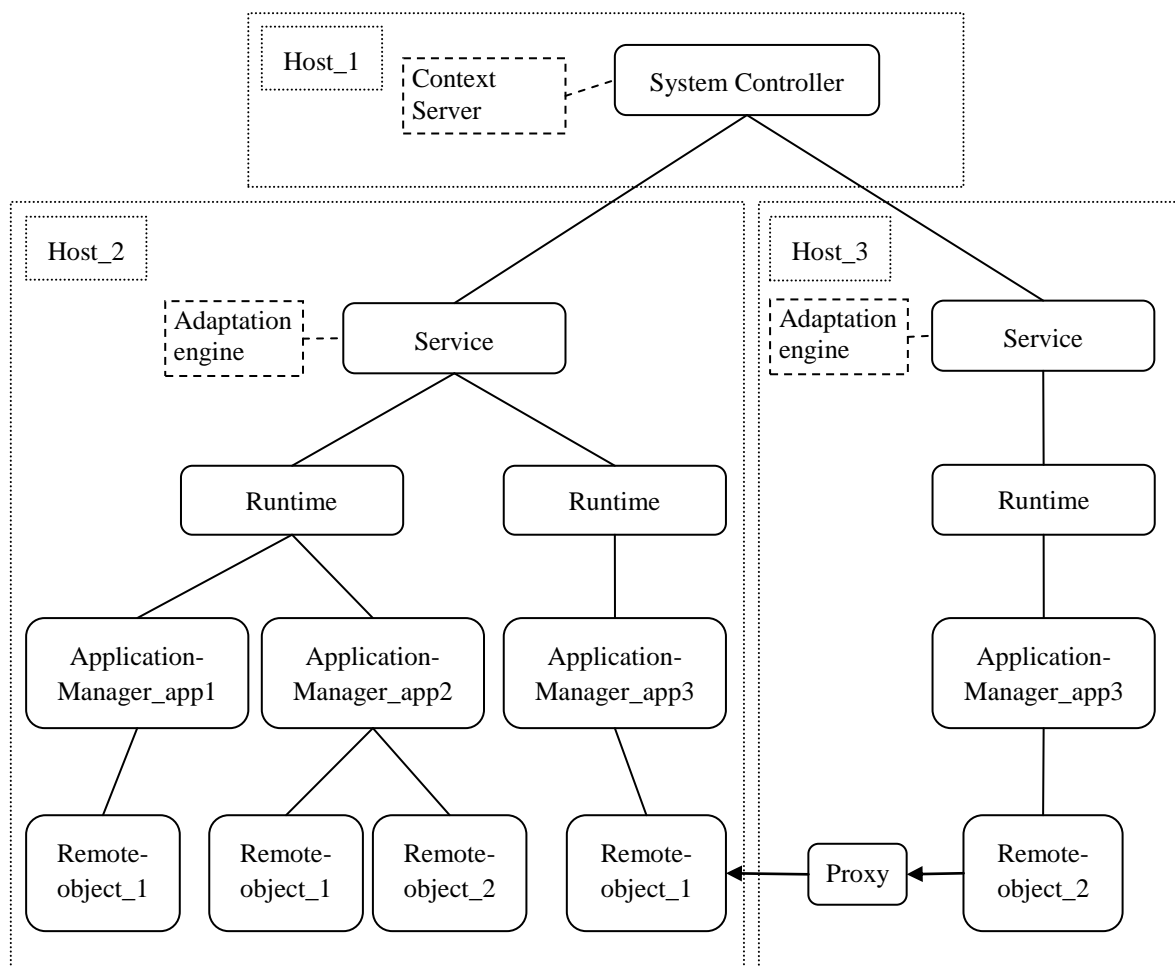 Host_1
Context
Server
System Controller
Host_2
Host_3
Adaptation
engine
Service
Adaptation
engine
Service
Runtime
Runtime
Runtime
Application-
Manager_app1
Application-
Manager_app2
Application-
Manager_app3
Application-
Manager_app3
Remote-
object_1
Remote-
object_1
Remote-
object_2
Remote-
object_1
Proxy
Remote-
object_2